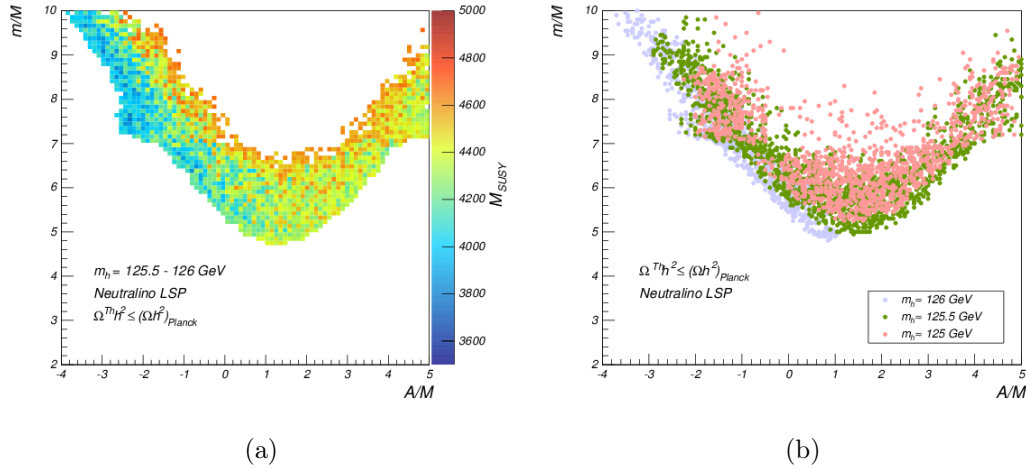 m/M
10
9
8
7
6
5
4
3
2
-4 -3 -2 -1 0 1 2 3 4 5
A/M
m_h = 125.5 - 126 GeV
Neutralino LSP
Ω^Th h^2 ≤ (Ωh^2)_Planck
5000
4800
4600
4400
4200
4000
3800
3600
M_SUSY
(a)
m/M
10
9
8
7
6
5
4
3
2
-4 -3 -2 -1 0 1 2 3 4 5
A/M
Ω^Th h^2 ≤ (Ωh^2)_Planck
Neutralino LSP
m_h = 126 GeV
m_h = 125.5 GeV
m_h = 125 GeV
(b)